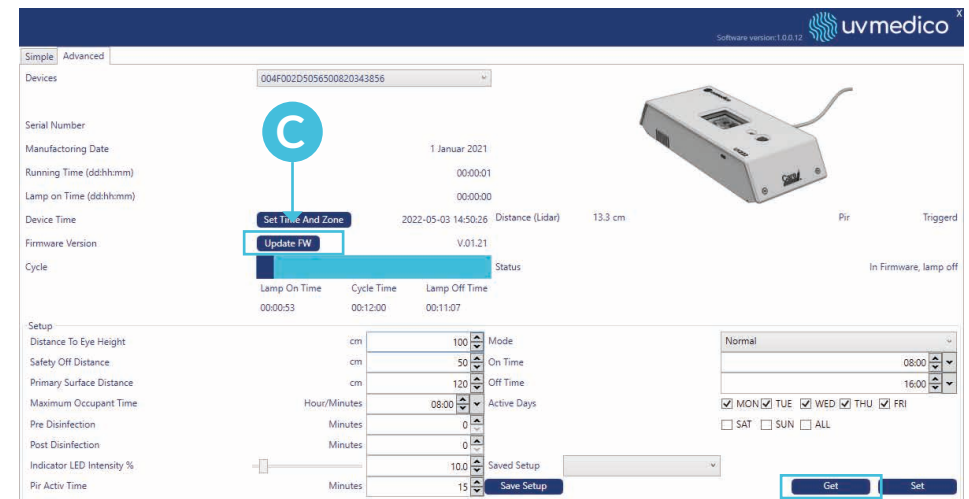 X
Software version:1.0.0.12 uvmedico
Simple Advanced
Devices 004F002D5056500820343856
C
Serial Number
Manufactoring Date 1 Januar 2021
Running Time (dd:hh:mm) 00:00:01
Lamp on Time (dd:hh:mm) 00:00:00
Device Time Set Time And Zone 2022-05-03 14:50:26 Distance (Lidar) 13.3 cm Pir Triggerd
Firmware Version Update FW V.01.21
Cycle Status In Firmware, lamp off
Lamp On Time Cycle Time Lamp Off Time
00:00:53 00:12:00 00:11:07
Setup
Distance To Eye Height cm 100 Mode Normal
Safety Off Distance cm 50 On Time 08:00
Primary Surface Distance cm 120 Off Time 16:00
Maximum Occupant Time Hour/Minutes 08:00 Active Days MON TUE WED THU FRI
Pre Disinfection Minutes 0 SAT SUN ALL
Post Disinfection Minutes 0
Indicator LED Intensity % 10.0 Saved Setup
Pir Activ Time Minutes 15 Save Setup Get Set